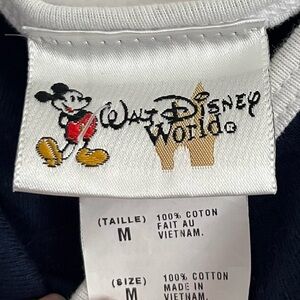 Walt Disney
World®
(TAILLE) 100% COTON
M FAIT AU
VIETNAM.
(SIZE) 100% COTTON
M MADE IN
VIETNAM.